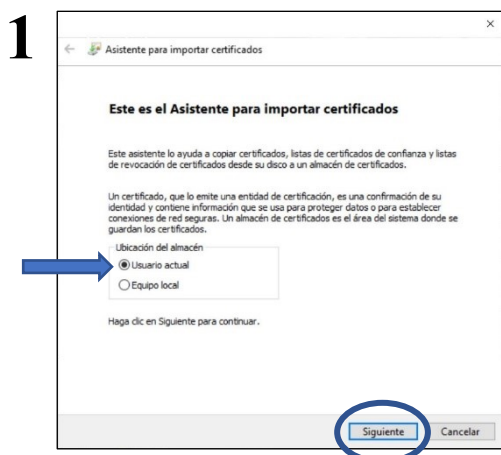 1
Asistente para importar certificados
Este es el Asistente para importar certificados
Este asistente lo ayuda a copiar certificados, listas de certificados de confianza y listas
de revocación de certificados desde su disco a un almacén de certificados.
Un certificado, que lo emite una entidad de certificación, es una confirmación de su
identidad y contiene información que se usa para proteger datos o para establecer
conexiones de red seguras. Un almacén de certificados es el área del sistema donde se
guardan los certificados.
Ubicación del almacén
Usuario actual
Equipo local
Haga clic en Siguiente para continuar.
Siguiente Cancelar